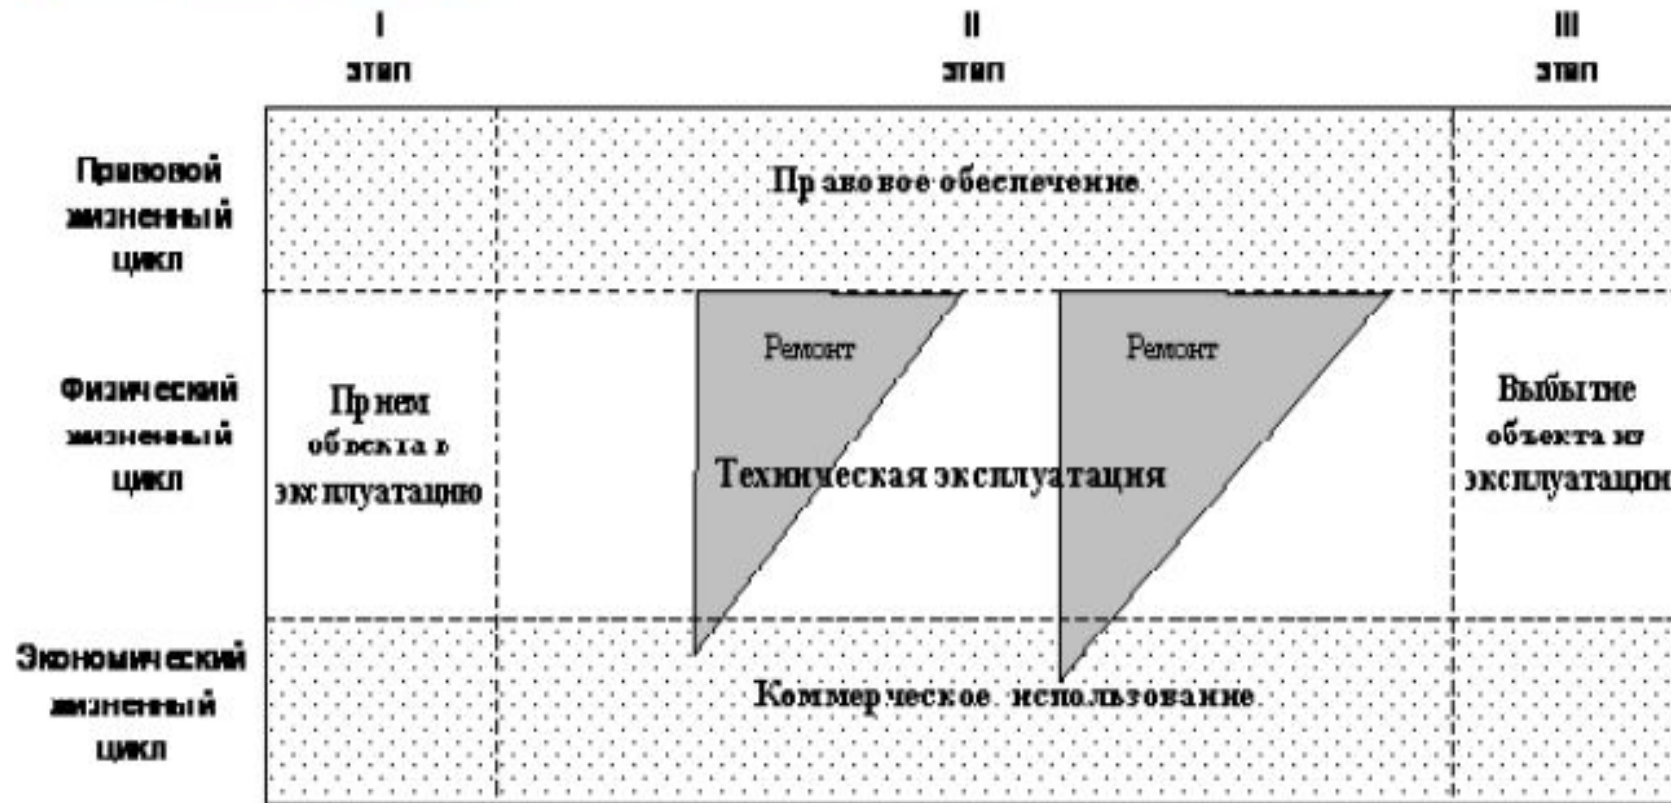 I
этап
II
этап
III
этап
Правовой
жизненный
цикл
Правовое обеспечение
Физический
жизненный
цикл
Прием
объекта в
эксплуатацию
Ремонт
Ремонт
Техническая эксплуатация
Выбытие
объекта из
эксплуатации
Экономический
жизненный
цикл
Коммерческое использование